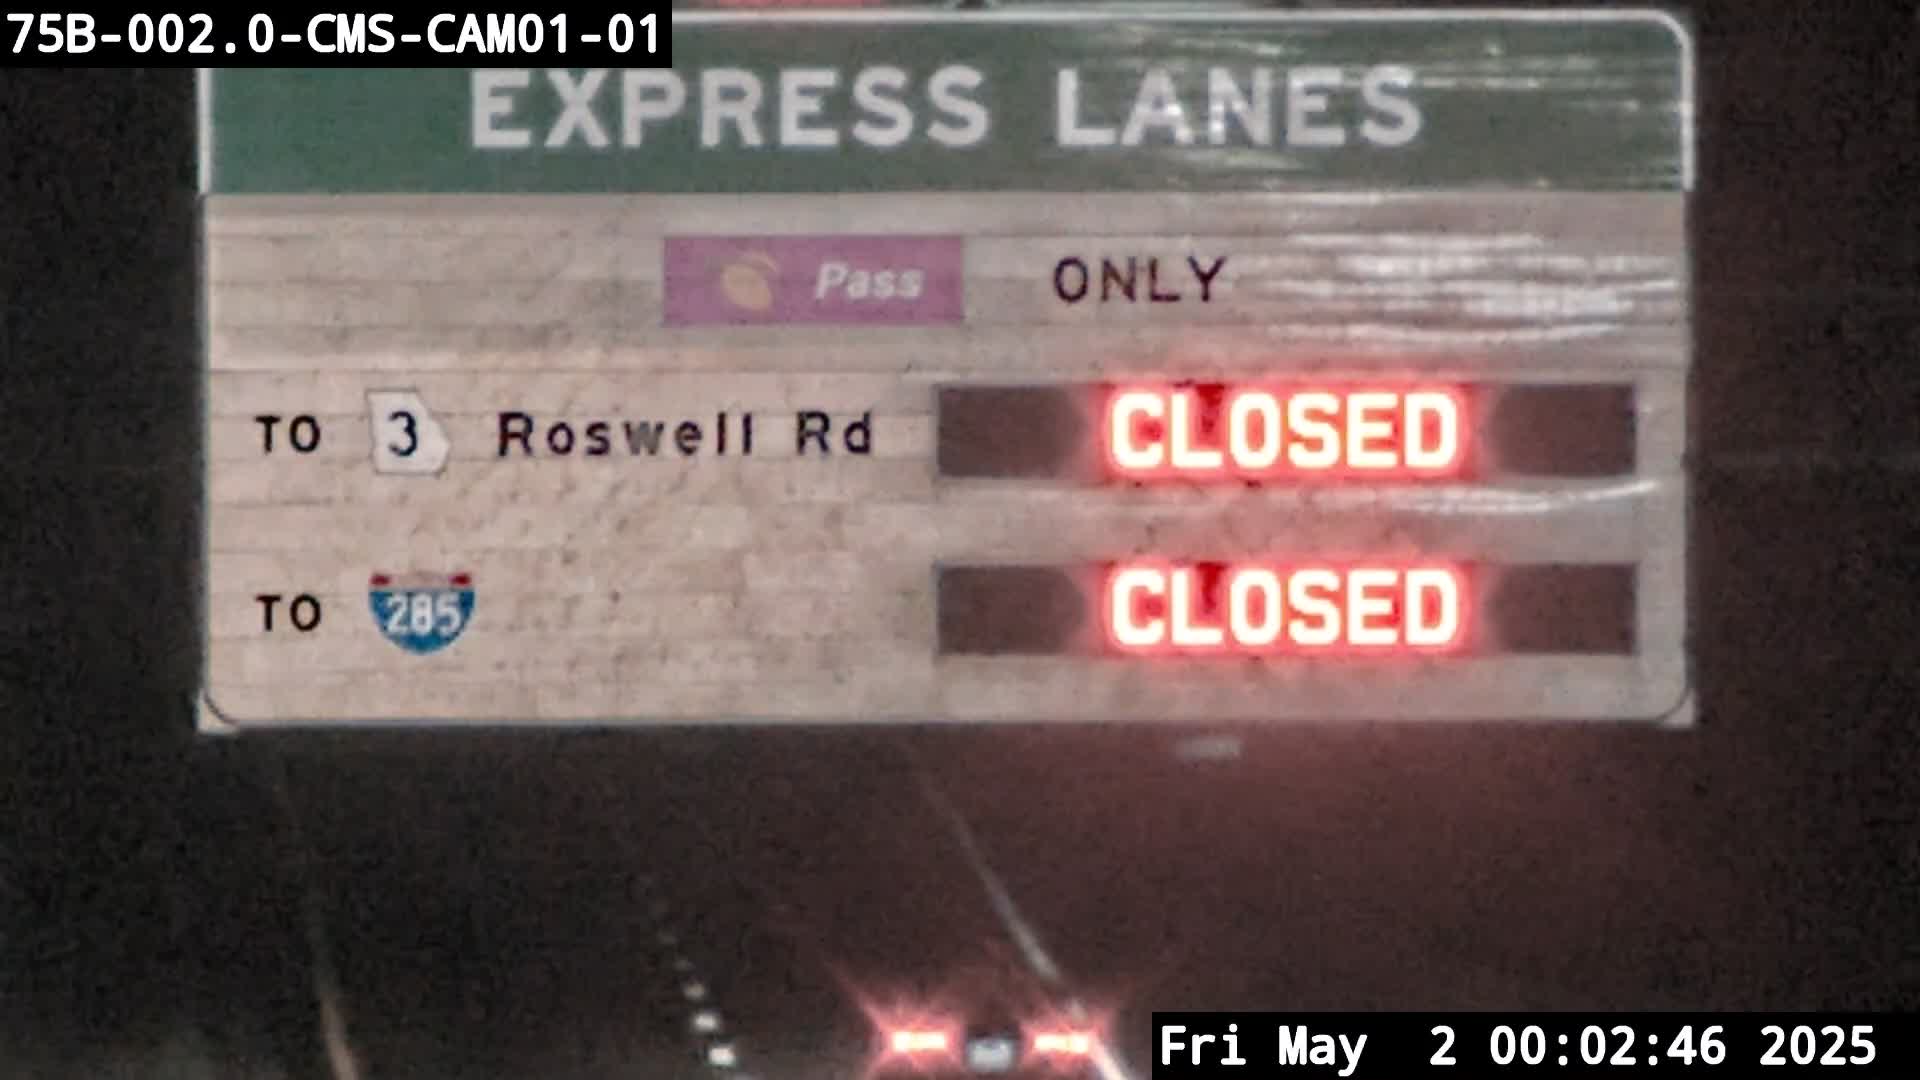 75B-002.0-CMS-CAM01-01
EXPRESS LANES
Pass ONLY
TO 3 Roswell Rd CLOSED
TO 285 CLOSED
Fri May 2 00:02:46 2025